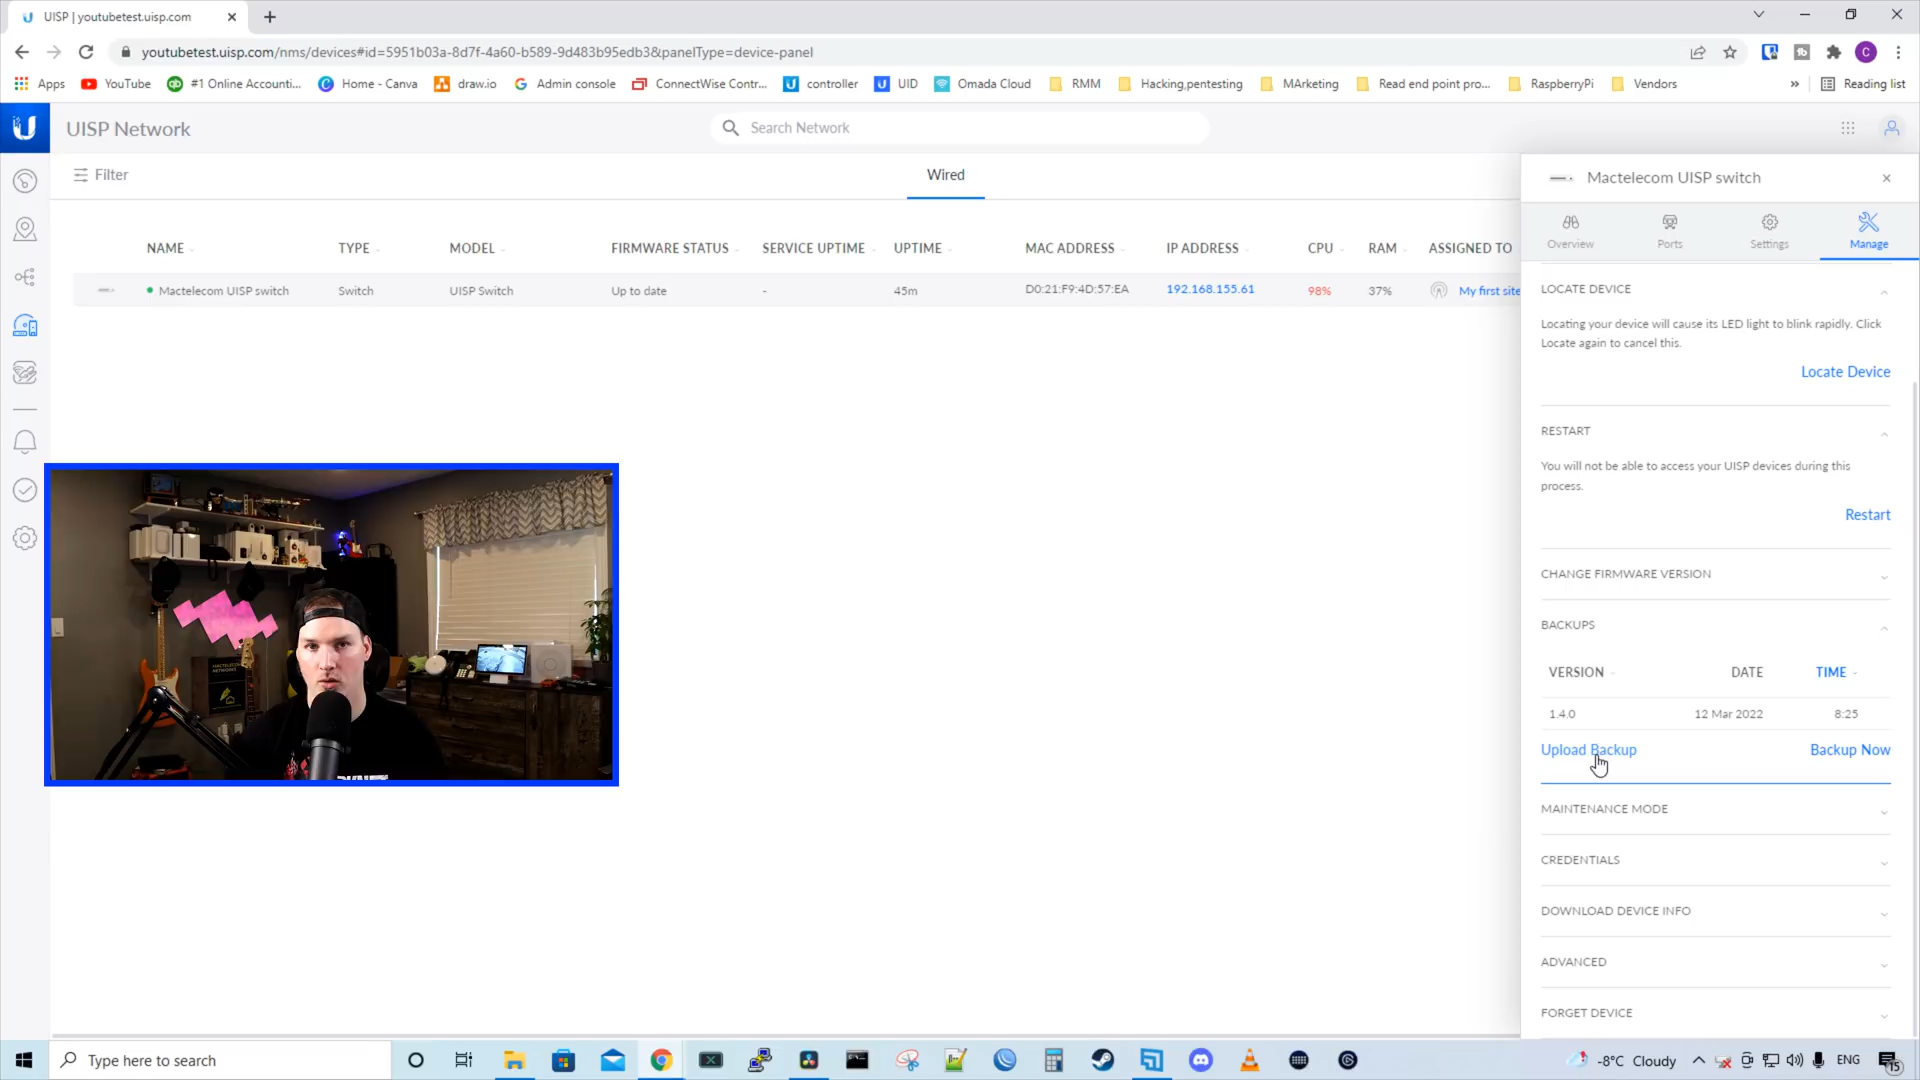 UISP | youtubetest.uisp.com
youtubetest.uisp.com/nms/devices#id=5951b03a-8d7f-4a60-b589-9d483b95edb3&panelType=device-panel
C
Apps YouTube #1 Online Accounti... Home - Canva draw.io Admin console ConnectWise Contr... controller UID Omada Cloud RMM Hacking,pentesting MArketing Read end point pro... RaspberryPi Vendors » Reading list
UISP Network
Search Network
Filter
Wired
NAME TYPE MODEL FIRMWARE STATUS SERVICE UPTIME UPTIME MAC ADDRESS IP ADDRESS CPU RAM ASSIGNED TO
Mactelecom UISP switch Switch UISP Switch Up to date - 45m D0:21:F9:4D:57:EA 192.168.155.61 98% 37% My first site
Mactelecom UISP switch
Overview Ports Settings Manage
LOCATE DEVICE
Locating your device will cause its LED light to blink rapidly. Click
Locate again to cancel this.
Locate Device
RESTART
You will not be able to access your UISP devices during this
process.
Restart
CHANGE FIRMWARE VERSION
BACKUPS
VERSION DATE TIME
1.4.0 12 Mar 2022 8:25
Upload Backup Backup Now
MAINTENANCE MODE
CREDENTIALS
DOWNLOAD DEVICE INFO
ADVANCED
FORGET DEVICE
MACTELECOM
NETWORKS
Type here to search
-8°C Cloudy
ENG
15